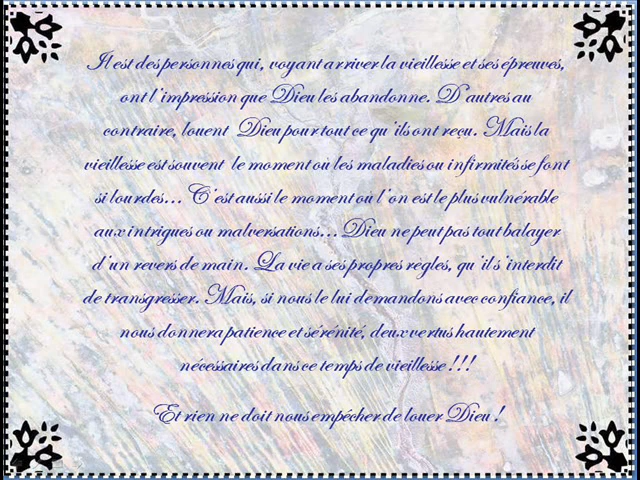 Il est des personnes qui, voyant arriver la vieillesse et ses épreuves,
ont l'impression que Dieu les abandonne. D'autres au
contraire, louent Dieu pour tout ce qu'ils ont reçu. Mais la
vieillesse est souvent le moment où les maladies ou infirmités se font
si lourdes... C'est aussi le moment où l'on est le plus vulnérable
aux intrigues ou malversations... Dieu ne peut pas tout balayer
d'un revers de main. La vie a ses propres règles, qu'il s'interdit
de transgresser. Mais, si nous le lui demandons avec confiance, il
nous donnera patience et sérénité, deux vertus hautement
nécessaires dans ce temps de vieillesse !!!
Et rien ne doit nous empêcher de louer Dieu !